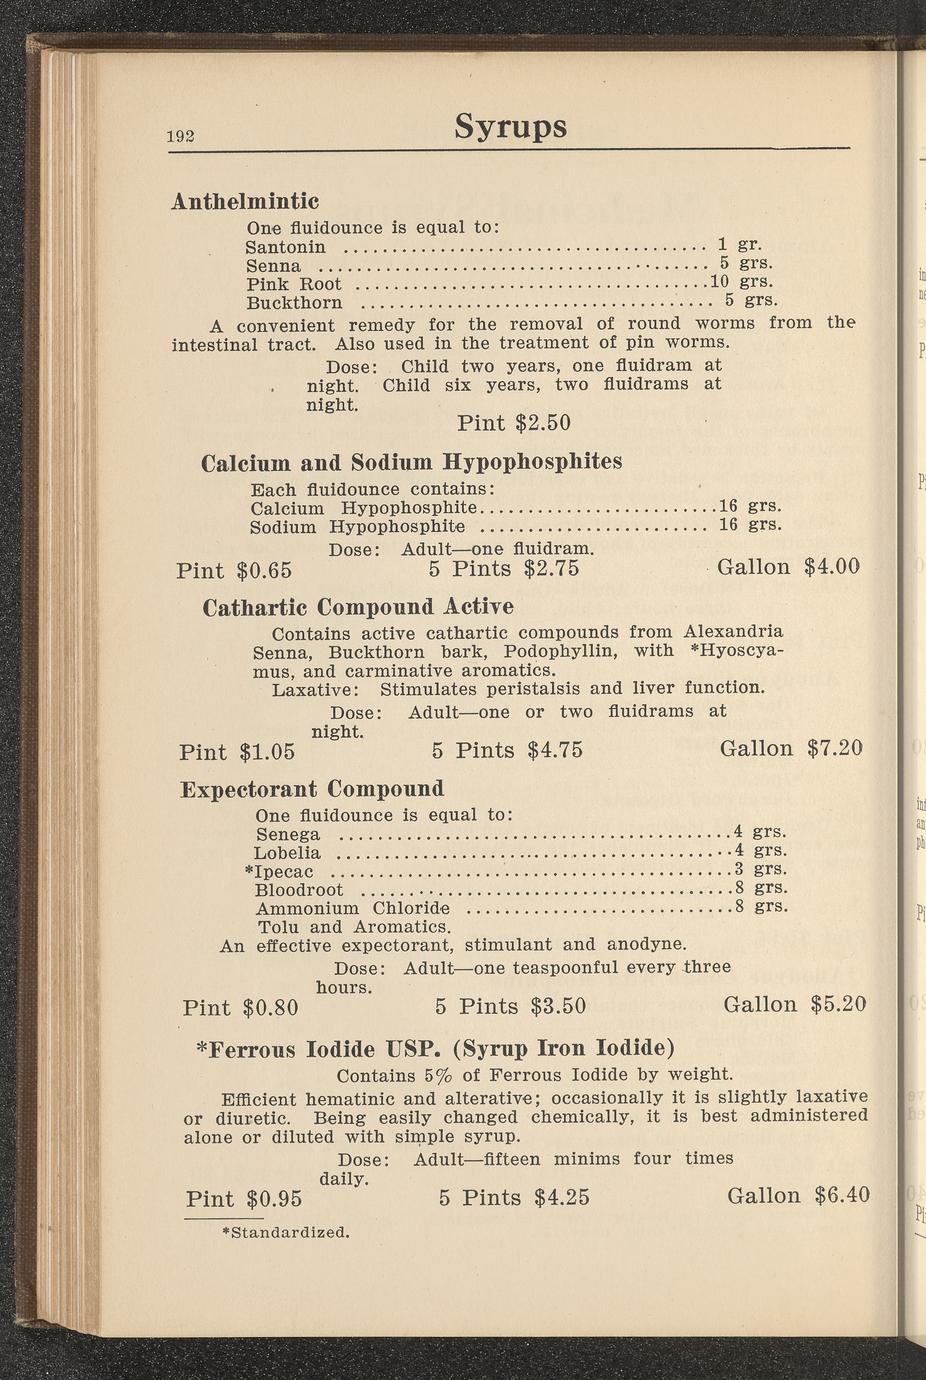 192
Syrups
Anthelmintic
One fluidounce is equal to:
Santonin ..................................... 1 gr.
Senna ........................................ 5 grs.
Pink Root ....................................10 grs.
Buckthorn .................................... 5 grs.
A convenient remedy for the removal of round worms from the
intestinal tract. Also used in the treatment of pin worms.
Dose: Child two years, one fluidram at
night. Child six years, two fluidrams at
night.
Pint $2.50
Calcium and Sodium Hypophosphites
Each fluidounce contains:
Calcium Hypophosphite........................16 grs.
Sodium Hypophosphite ....................... 16 grs.
Dose: Adult—one fluidram.
Pint $0.65 5 Pints $2.75 Gallon $4.00
Cathartic Compound Active
Contains active cathartic compounds from Alexandria
Senna, Buckthorn bark, Podophyllin, with *Hyoscya-
mus, and carminative aromatics.
Laxative: Stimulates peristalsis and liver function.
Dose: Adult—one or two fluidrams at
night.
Pint $1.05 5 Pints $4.75 Gallon $7.20
Expectorant Compound
One fluidounce is equal to:
Senega ........................................4 grs.
Lobelia ........................................4 grs.
*Ipecac .........................................3 grs.
Bloodroot ......................................8 grs.
Ammonium Chloride ...........................8 grs.
Tolu and Aromatics.
An effective expectorant, stimulant and anodyne.
Dose: Adult—one teaspoonful every three
hours.
Pint $0.80 5 Pints $3.50 Gallon $5.20
*Ferrous Iodide USP. (Syrup Iron Iodide)
Contains 5% of Ferrous Iodide by weight.
Efficient hematinic and alterative; occasionally it is slightly laxative
or diuretic. Being easily changed chemically, it is best administered
alone or diluted with simple syrup.
Dose: Adult—fifteen minims four times
daily.
Pint $0.95 5 Pints $4.25 Gallon $6.40
*Standardized.